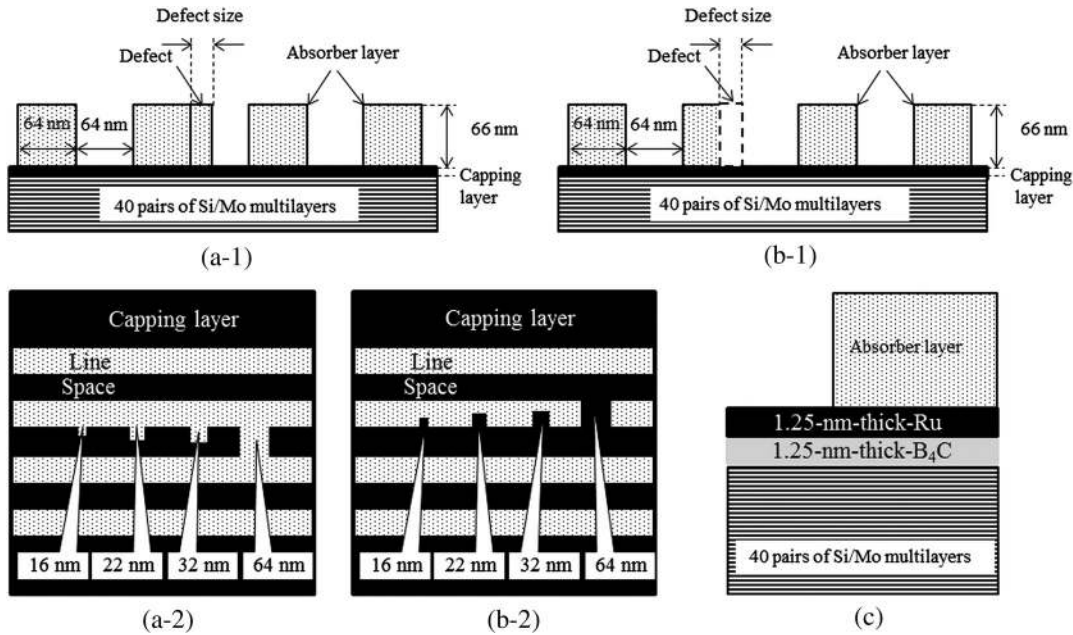 Defect size
Defect
Absorber layer
64 nm
64 nm
66 nm
Capping
layer
40 pairs of Si/Mo multilayers
(a-1)
Defect size
Defect
Absorber layer
64 nm
64 nm
66 nm
Capping
layer
40 pairs of Si/Mo multilayers
(b-1)
Capping layer
Line
Space
16 nm
22 nm
32 nm
64 nm
(a-2)
Capping layer
Line
Space
16 nm
22 nm
32 nm
64 nm
(b-2)
Absorber layer
1.25-nm-thick-Ru
1.25-nm-thick-B₄C
40 pairs of Si/Mo multilayers
(c)